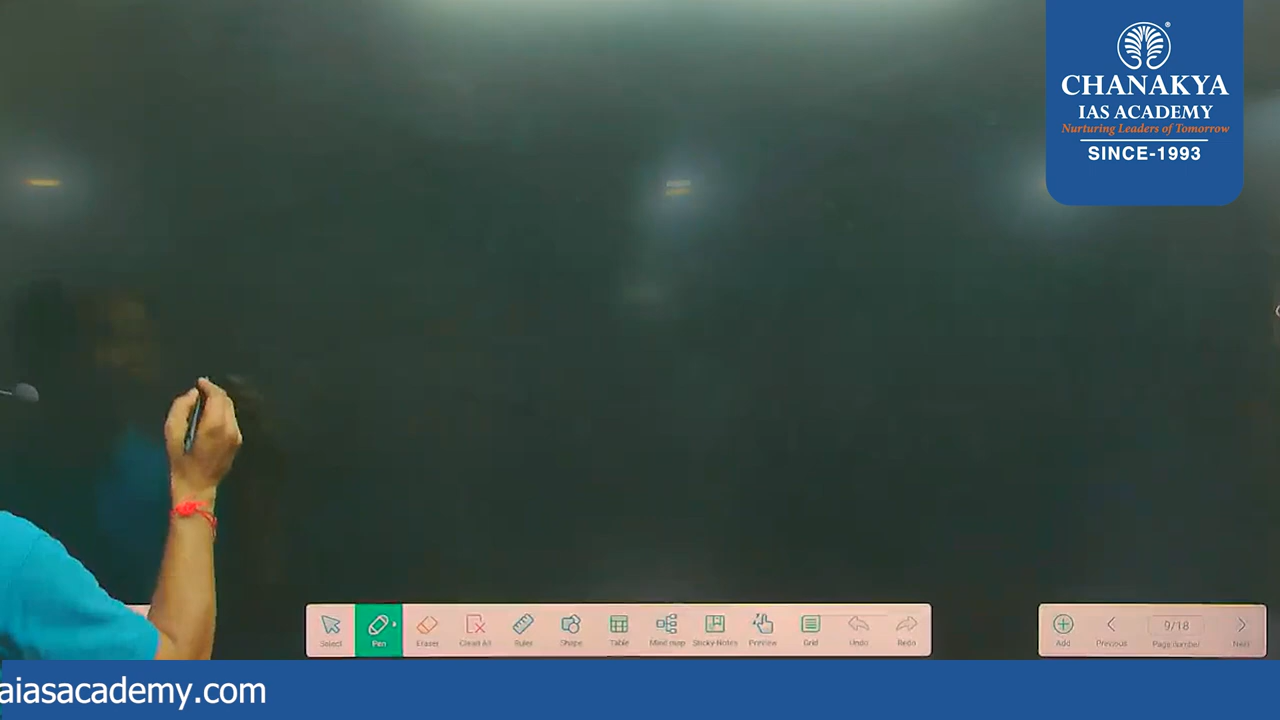 CHANAKYA
IAS ACADEMY
Nurturing Leaders of Tomorrow
SINCE-1993
Select
Pen
Eraser
Clean All
Ruler
Shape
Table
Mind map
Sticky Notes
Preview
Grid
Undo
Redo
Add
Previous
9/18
Page number
Next
aiasacademy.com